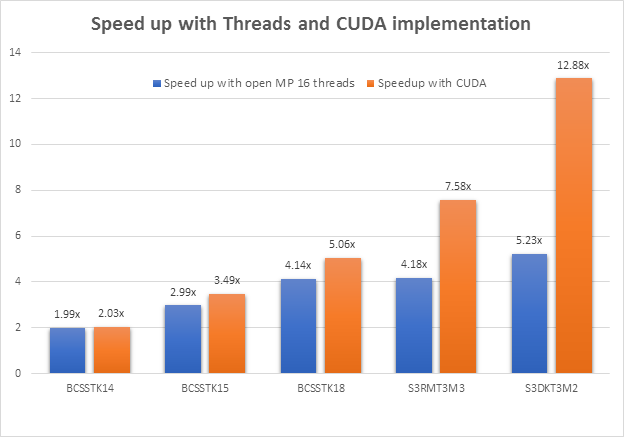 Speed up with Threads and CUDA implementation
14
Speed up with open MP 16 threads Speedup with CUDA
12.88x
12
10
8
7.58x
6
5.23x
5.06x
4.14x
4.18x
4
3.49x
2.99x
2
1.99x
2.03x
0
BCSSTK14 BCSSTK15 BCSSTK18 S3RMT3M3 S3DKT3M2